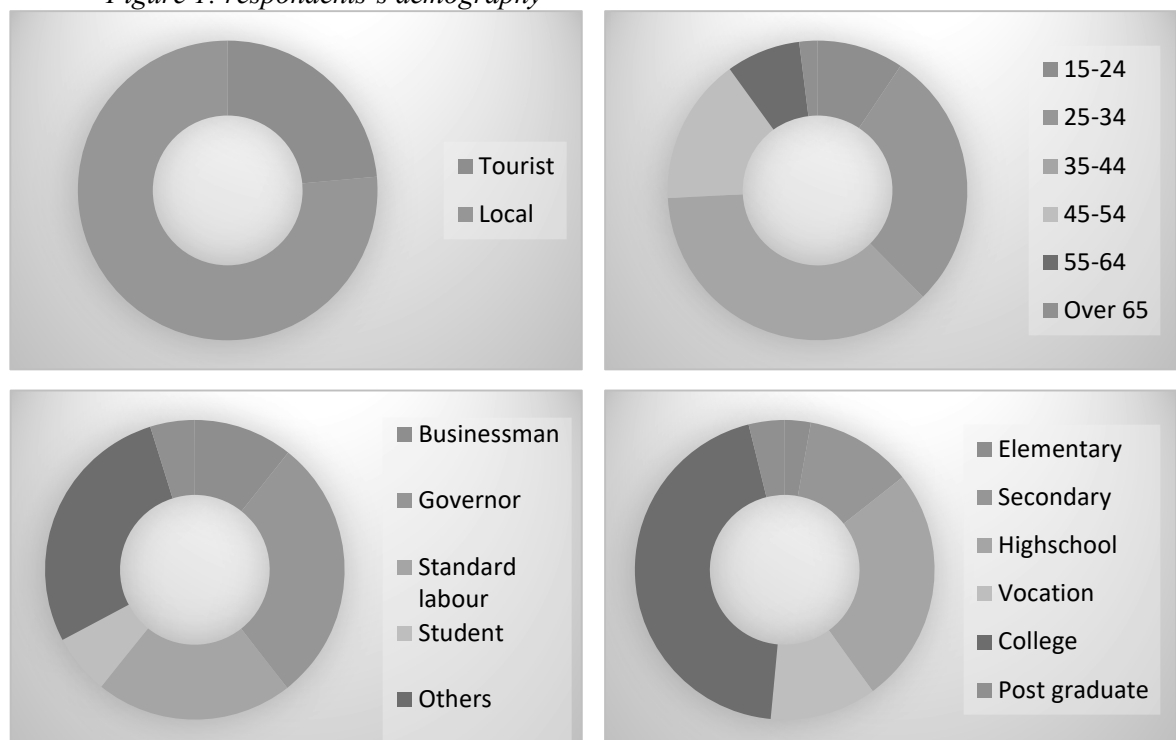 Figure 1: respondents's demography
Tourist
Local
15-24
25-34
35-44
45-54
55-64
Over 65
Businessman
Governor
Standard
labour
Student
Others
Elementary
Secondary
Highschool
Vocation
College
Post graduate